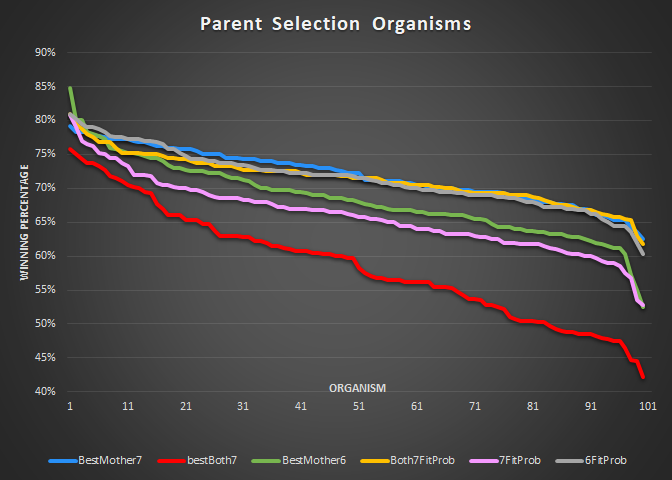 Parent Selection Organisms
90%
85%
80%
75%
70%
65%
60%
55%
50%
45%
40%
WINNING PERCENTAGE
ORGANISM
1 11 21 31 41 51 61 71 81 91 101
BestMother7 bestBoth7 BestMother6 Both7FitProb 7FitProb 6FitProb